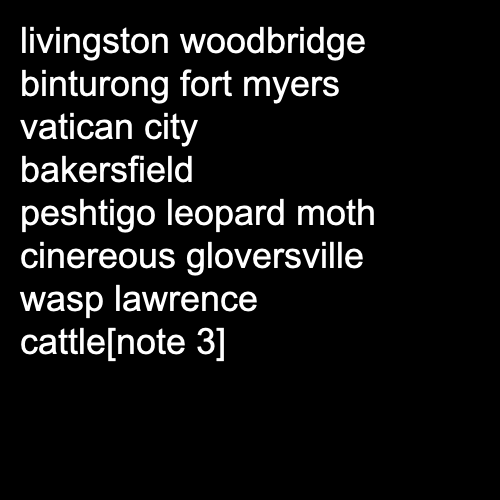 livingston woodbridge
binturong fort myers
vatican city
bakersfield
peshtigo leopard moth
cinereous gloversville
wasp lawrence
cattle[note 3]